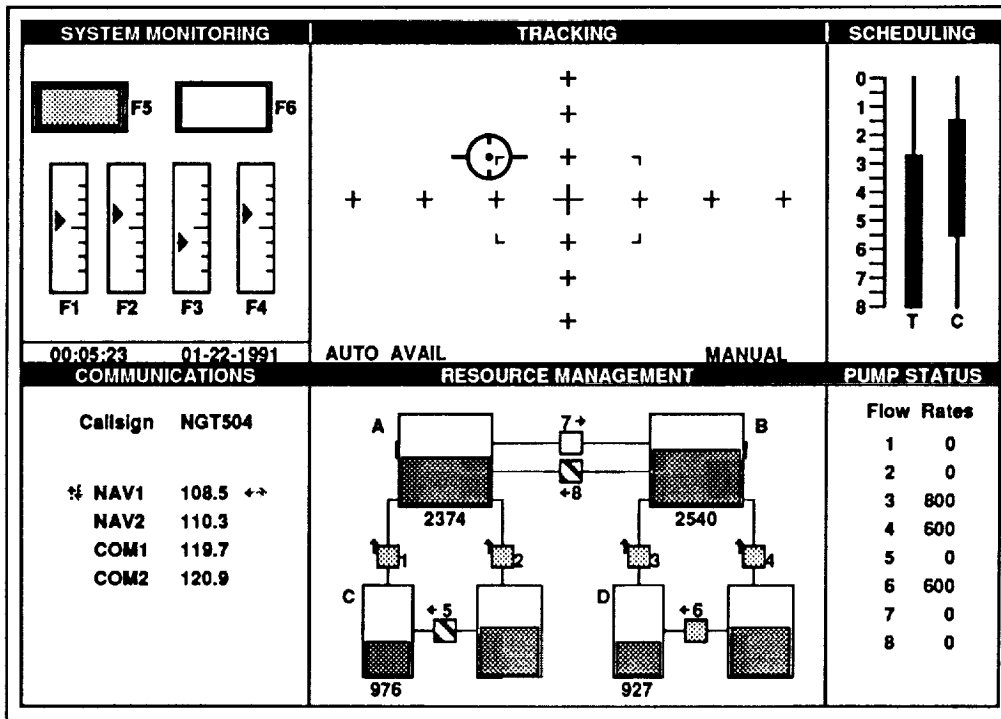 SYSTEM MONITORING
F5 F6
F1 F2 F3 F4
00:05:23 01-22-1991
TRACKING
AUTO AVAIL MANUAL
SCHEDULING
0
1
2
3
4
5
6
7
8
T C
COMMUNICATIONS
Callsign NGT504
NAV1 108.5
NAV2 110.3
COM1 119.7
COM2 120.9
RESOURCE MANAGEMENT
A 7 B
8
2374 2540
1 2 3 4
C 5 D 6
976 927
PUMP STATUS
Flow Rates
1 0
2 0
3 800
4 600
5 0
6 600
7 0
8 0